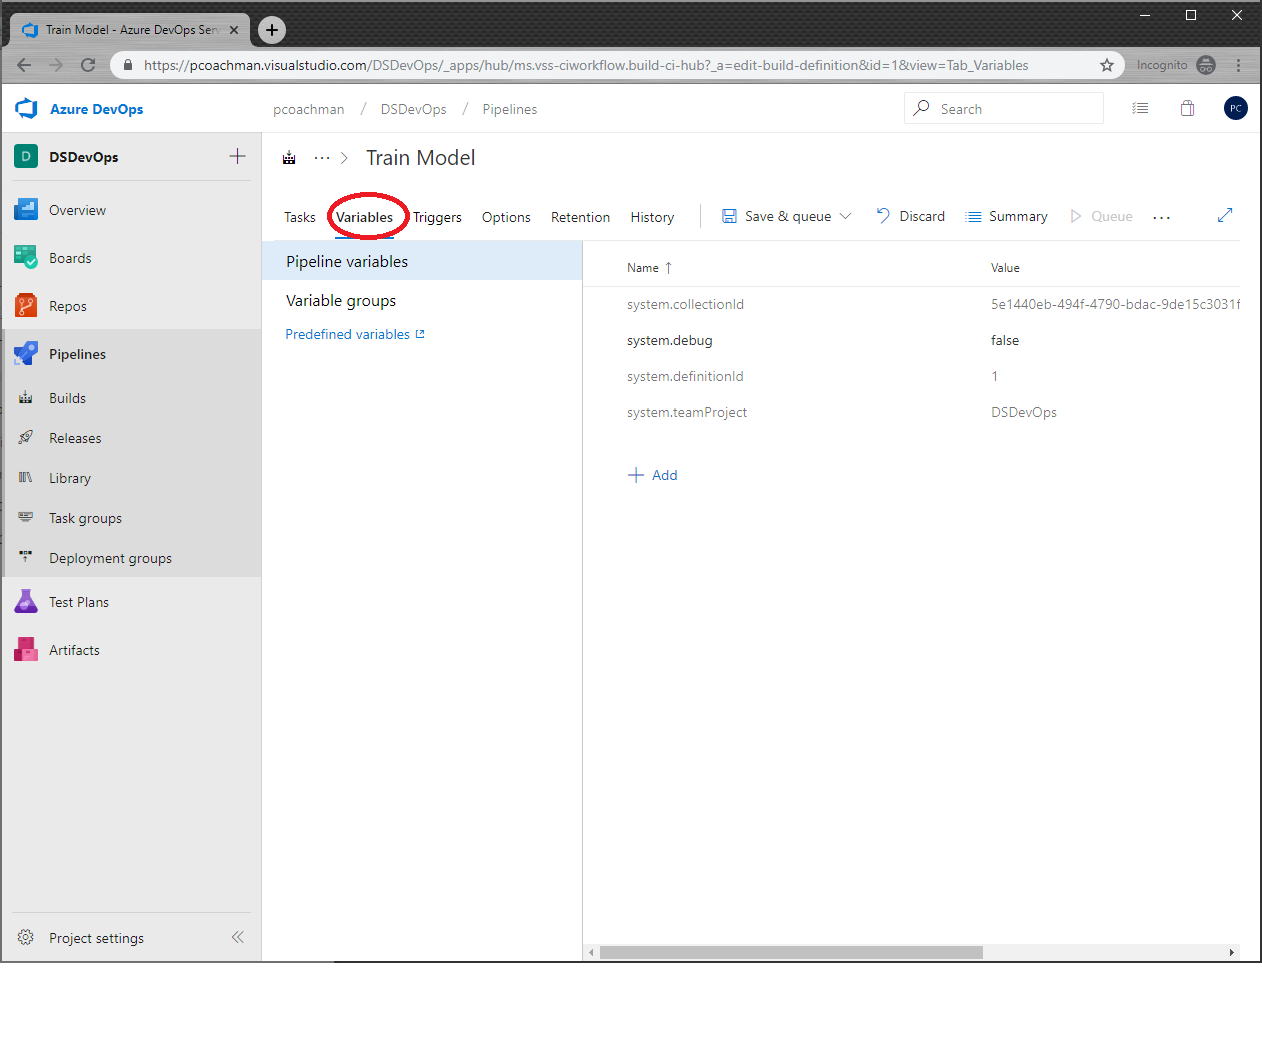 Train Model - Azure DevOps Serv
https://pcoachman.visualstudio.com/DSDevOps/_apps/hub/ms.vss-ciworkflow.build-ci-hub?_a=edit-build-definition&id=1&view=Tab_Variables
Incognito
Azure DevOps
pcoachman / DSDevOps / Pipelines
Search
PC
D DSDevOps
Overview
Boards
Repos
Pipelines
Builds
Releases
Library
Task groups
Deployment groups
Test Plans
Artifacts
Project settings
... > Train Model
Tasks Variables Triggers Options Retention History Save & queue Discard Summary Queue ...
Pipeline variables
Variable groups
Predefined variables
Name ↑ Value
system.collectionId 5e1440eb-494f-4790-bdac-9de15c3031f
system.debug false
system.definitionId 1
system.teamProject DSDevOps
+ Add